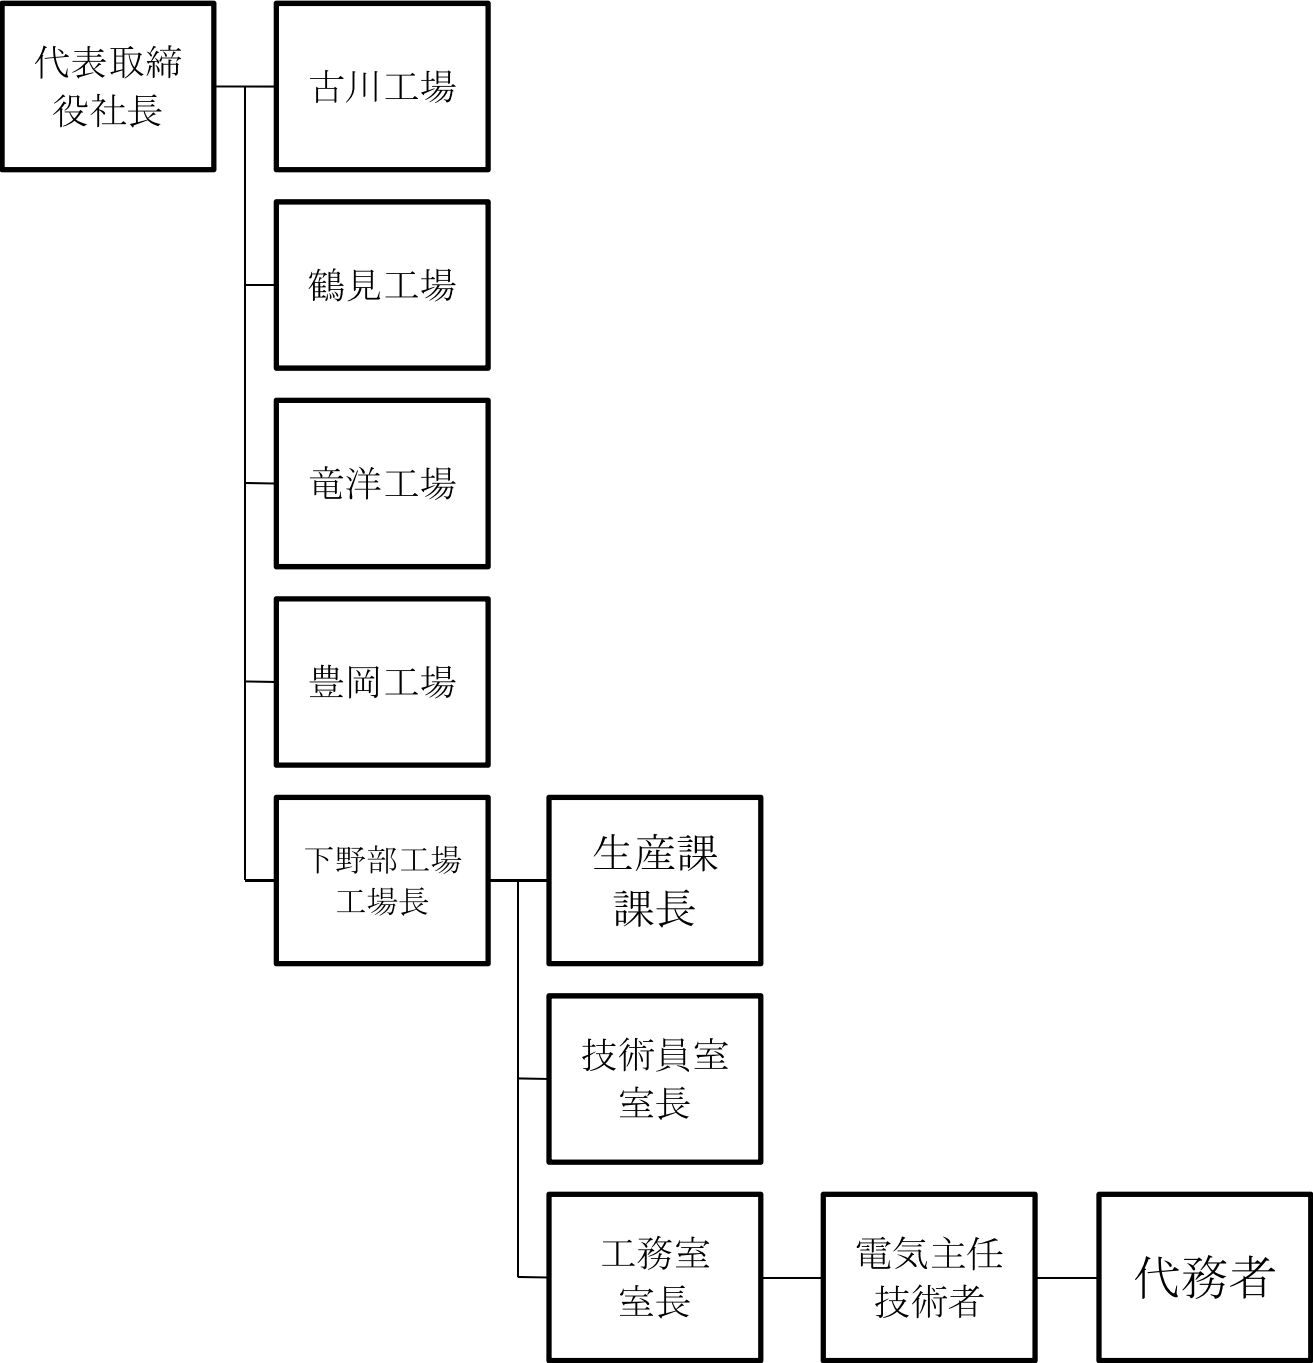 代表取締
役社長
古川工場
鶴見工場
竜洋工場
豊岡工場
下野部工場
工場長
生産課
課長
技術員室
室長
工務室
室長
電気主任
技術者
代務者